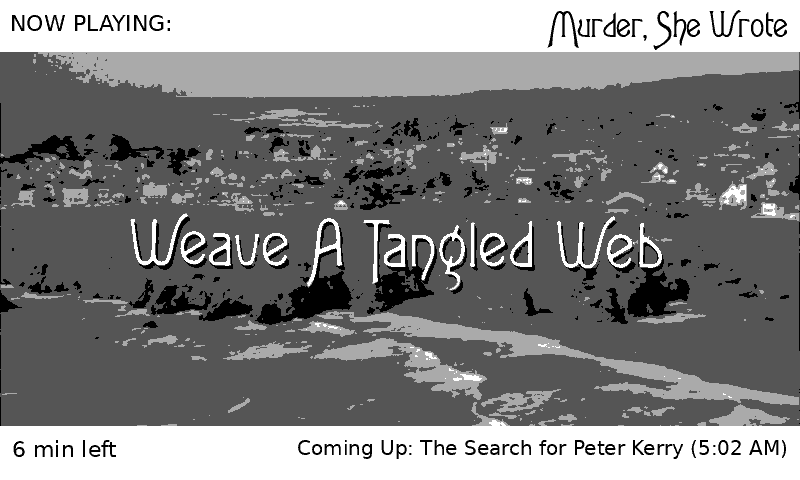 NOW PLAYING:
Murder, She Wrote
Weave A Tangled Web
6 min left
Coming Up: The Search for Peter Kerry (5:02 AM)